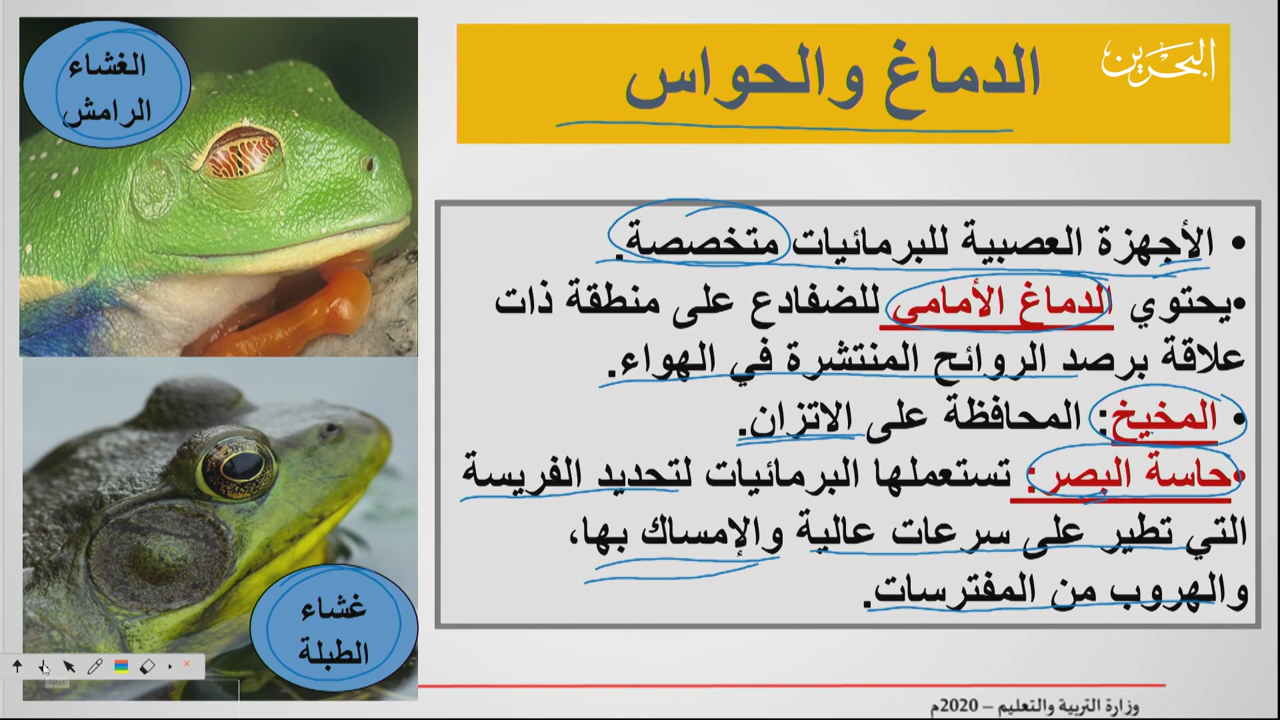 البحرين
الدماغ والحواس
الغشاء
الرامش
• الأجهزة العصبية للبرمائيات متخصصة.
•يحتوي الدماغ الأمامي للضفادع على منطقة ذات
علاقة برصد الروائح المنتشرة في الهواء.
• المخيخ: المحافظة على الاتزان.
•حاسة البصر: تستعملها البرمائيات لتحديد الفريسة
التي تطير على سرعات عالية والإمساك بها،
والهروب من المفترسات.
غشاء
الطبلة
وزارة التربية والتعليم – 2020م